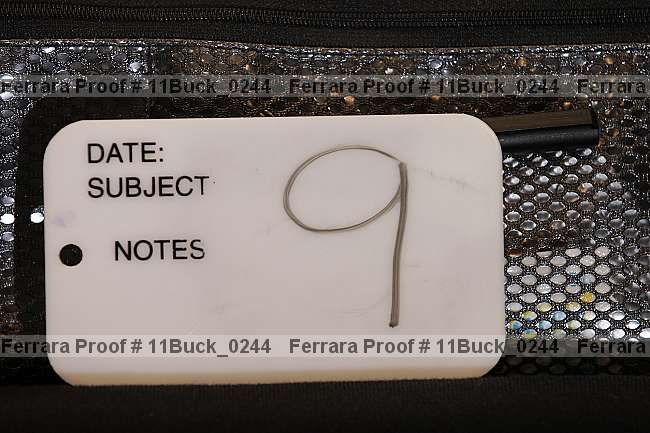 Ferrara Proof # 11Buck_0244 Ferrara Proof # 11Buck_0244 Ferrara
DATE:
SUBJECT
9
NOTES
Ferrara Proof # 11Buck_0244 Ferrara Proof # 11Buck_0244 Ferrara